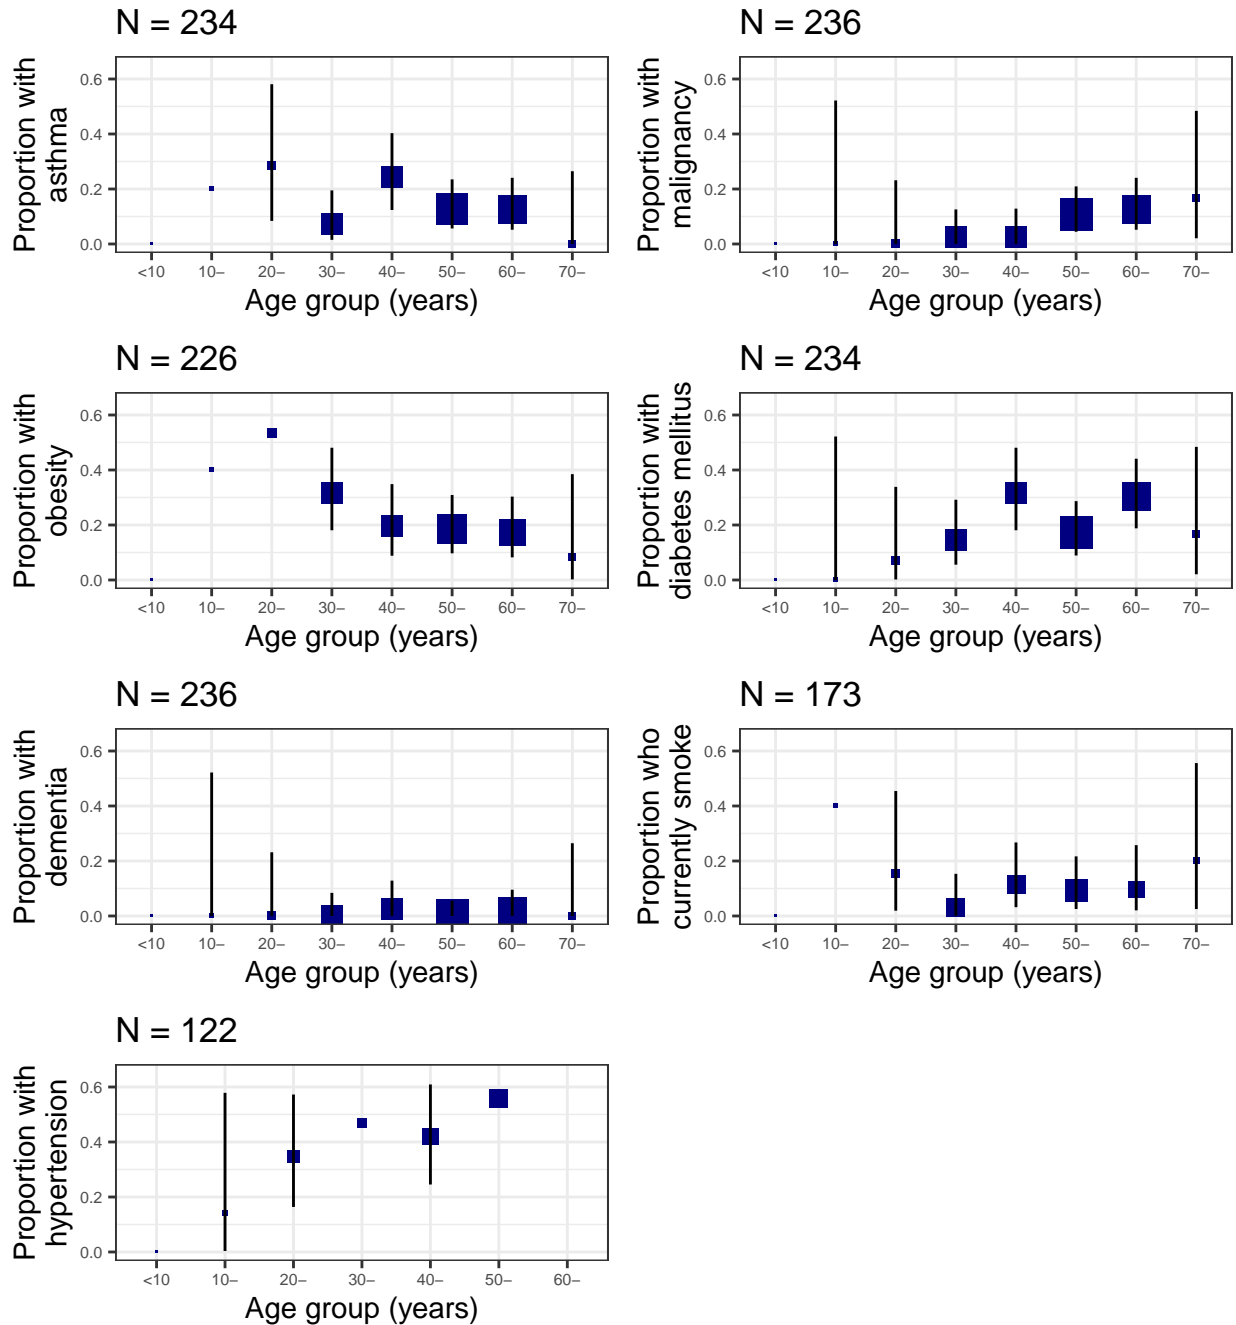 N = 234
Proportion with
asthma
0.6
0.4
0.2
0.0
<10 10– 20– 30– 40– 50– 60– 70–
Age group (years)
N = 236
Proportion with
malignancy
0.6
0.4
0.2
0.0
<10 10– 20– 30– 40– 50– 60– 70–
Age group (years)
N = 226
Proportion with
obesity
0.6
0.4
0.2
0.0
<10 10– 20– 30– 40– 50– 60– 70–
Age group (years)
N = 234
Proportion with
diabetes mellitus
0.6
0.4
0.2
0.0
<10 10– 20– 30– 40– 50– 60– 70–
Age group (years)
N = 236
Proportion with
dementia
0.6
0.4
0.2
0.0
<10 10– 20– 30– 40– 50– 60– 70–
Age group (years)
N = 173
Proportion who
currently smoke
0.6
0.4
0.2
0.0
<10 10– 20– 30– 40– 50– 60– 70–
Age group (years)
N = 122
Proportion with
hypertension
0.6
0.4
0.2
0.0
<10 10– 20– 30– 40– 50– 60–
Age group (years)